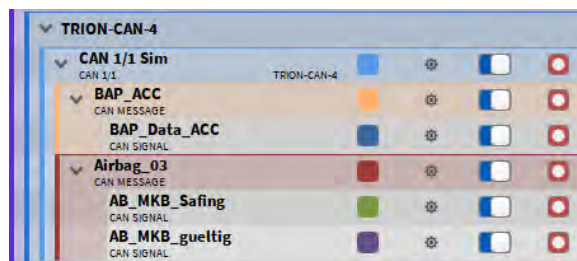 TRION-CAN-4
CAN 1/1 Sim
CAN 1/1 TRION-CAN-4
BAP_ACC
CAN MESSAGE
BAP_Data_ACC
CAN SIGNAL
Airbag_03
CAN MESSAGE
AB_MKB_Safing
CAN SIGNAL
AB_MKB_gueltig
CAN SIGNAL